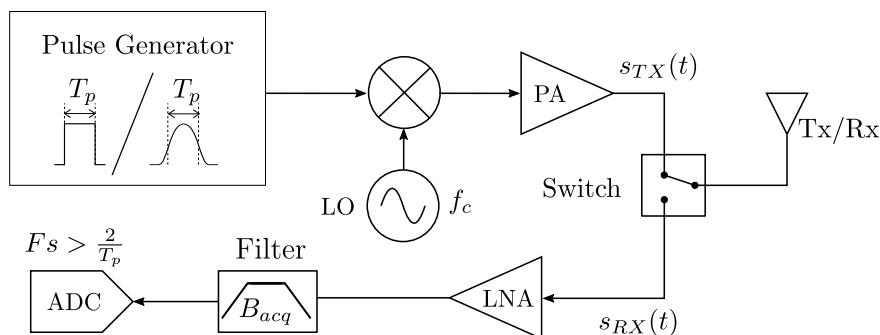 Pulse Generator
T_p
T_p
PA
s_{TX}(t)
Tx/Rx
Switch
LO
f_c
Fs > \frac{2}{T_p}
Filter
ADC
B_{acq}
LNA
s_{RX}(t)